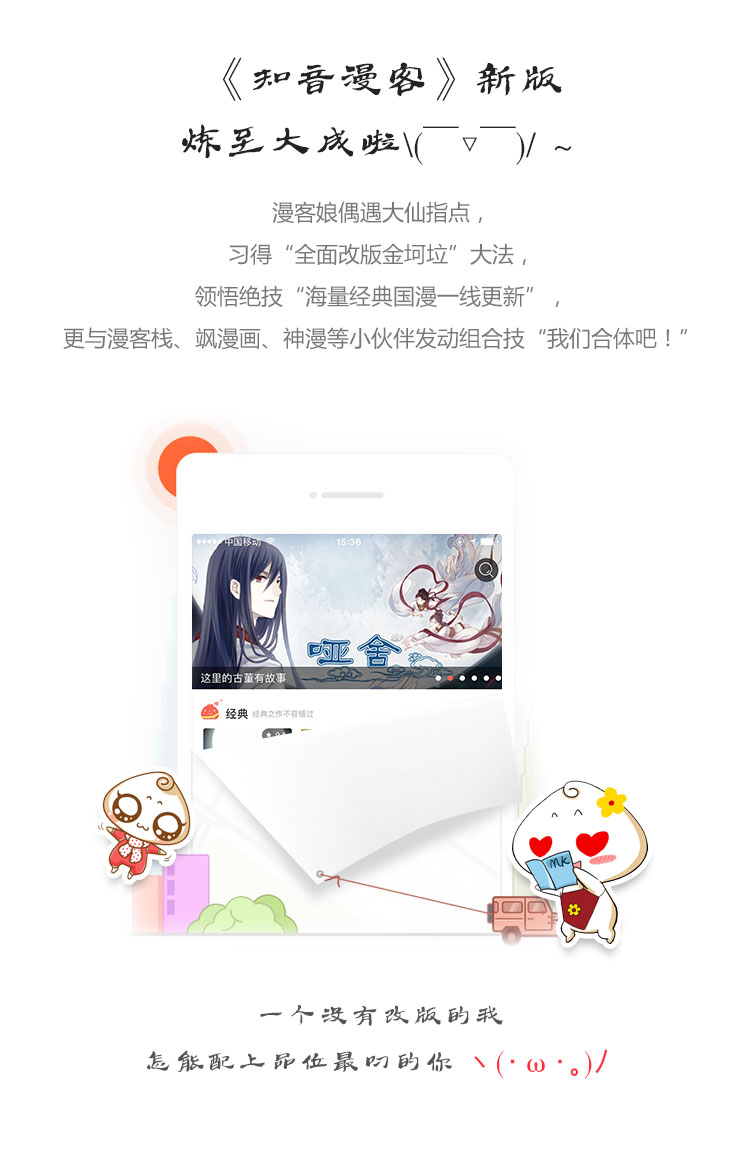 《知音漫客》新版
炼至大成啦\(￣▽￣)/ ~
漫客娘偶遇大仙指点，
习得“全面改版金坷垃”大法，
领悟绝技“海量经典国漫一线更新”，
更与漫客栈、飒漫画、神漫等小伙伴发动组合技“我们合体吧！”
中国移动 15:36
哑舍
这里的古董有故事
经典 经典之作不容错过
MK
一个没有改版的我
怎能配上品位最叼的你 ヽ(･ω･｡)ﾉ